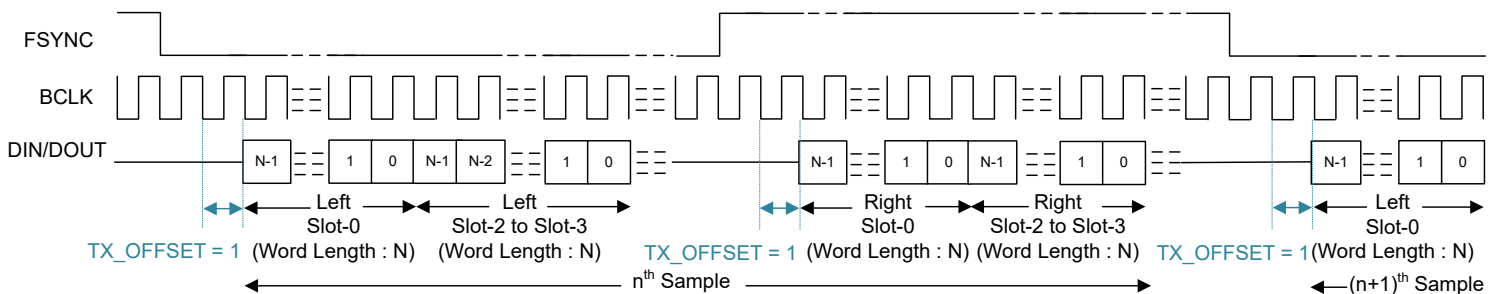 FSYNC
BCLK
DIN/DOUT
N-1 1 0 N-1 N-2 1 0 N-1 1 0 N-1 1 0 N-1 1 0
Left Left Right Right Left
Slot-0 Slot-2 to Slot-3 Slot-0 Slot-2 to Slot-3 Slot-0
TX_OFFSET = 1 (Word Length : N) (Word Length : N) TX_OFFSET = 1 (Word Length : N) (Word Length : N) TX_OFFSET = 1 (Word Length : N)
nth Sample (n+1)th Sample